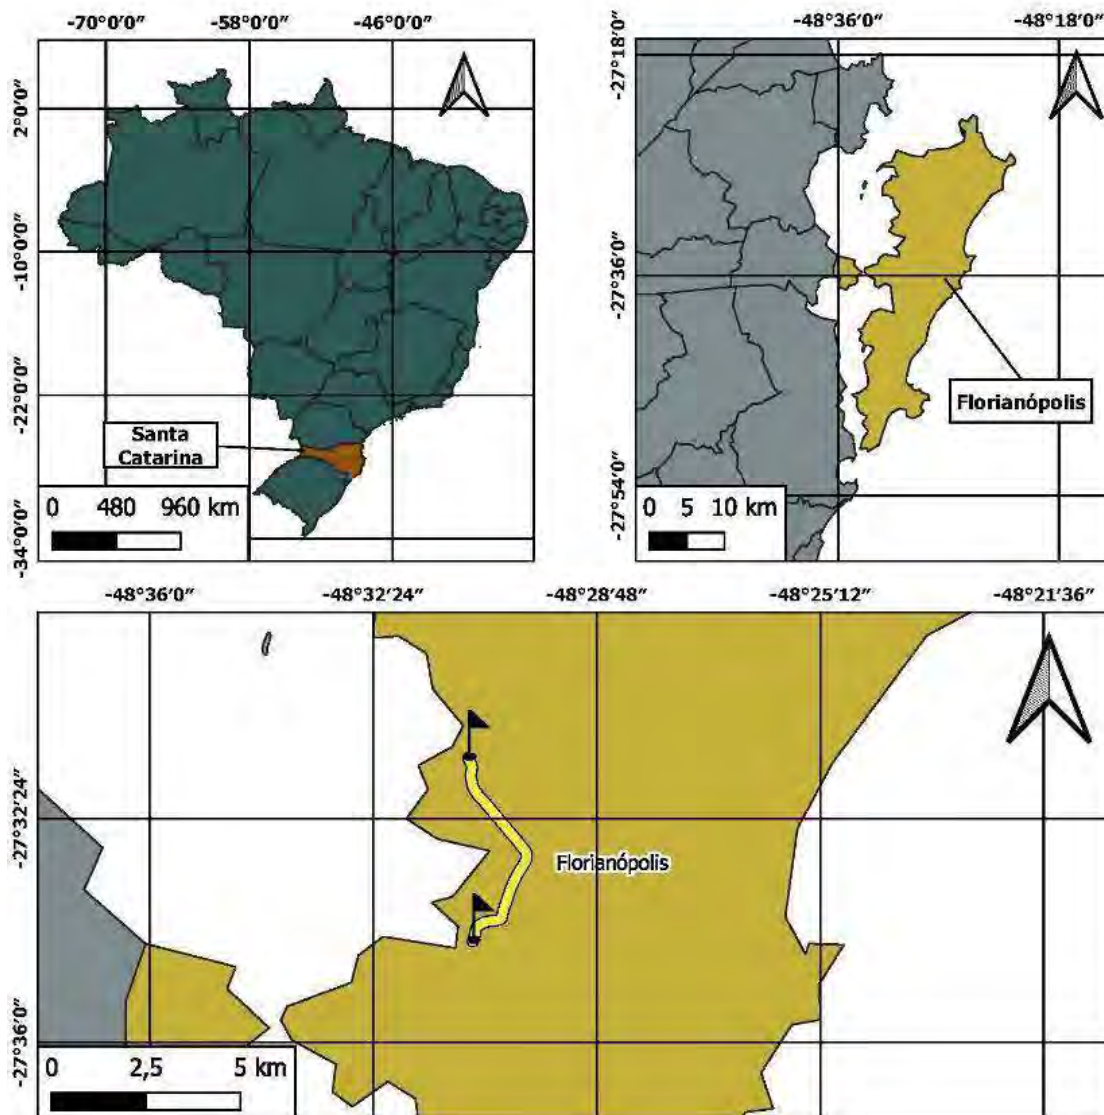 -70°0′0″ -58°0′0″ -46°0′0″
2°0′0″
-10°0′0″
-22°0′0″
-34°0′0″
Santa
Catarina
0 480 960 km
-48°36′0″ -48°18′0″
-27°18′0″
-27°36′0″
-27°54′0″
Florianópolis
0 5 10 km
-48°36′0″ -48°32′24″ -48°28′48″ -48°25′12″ -48°21′36″
-27°32′24″
-27°36′0″
Florianópolis
0 2,5 5 km